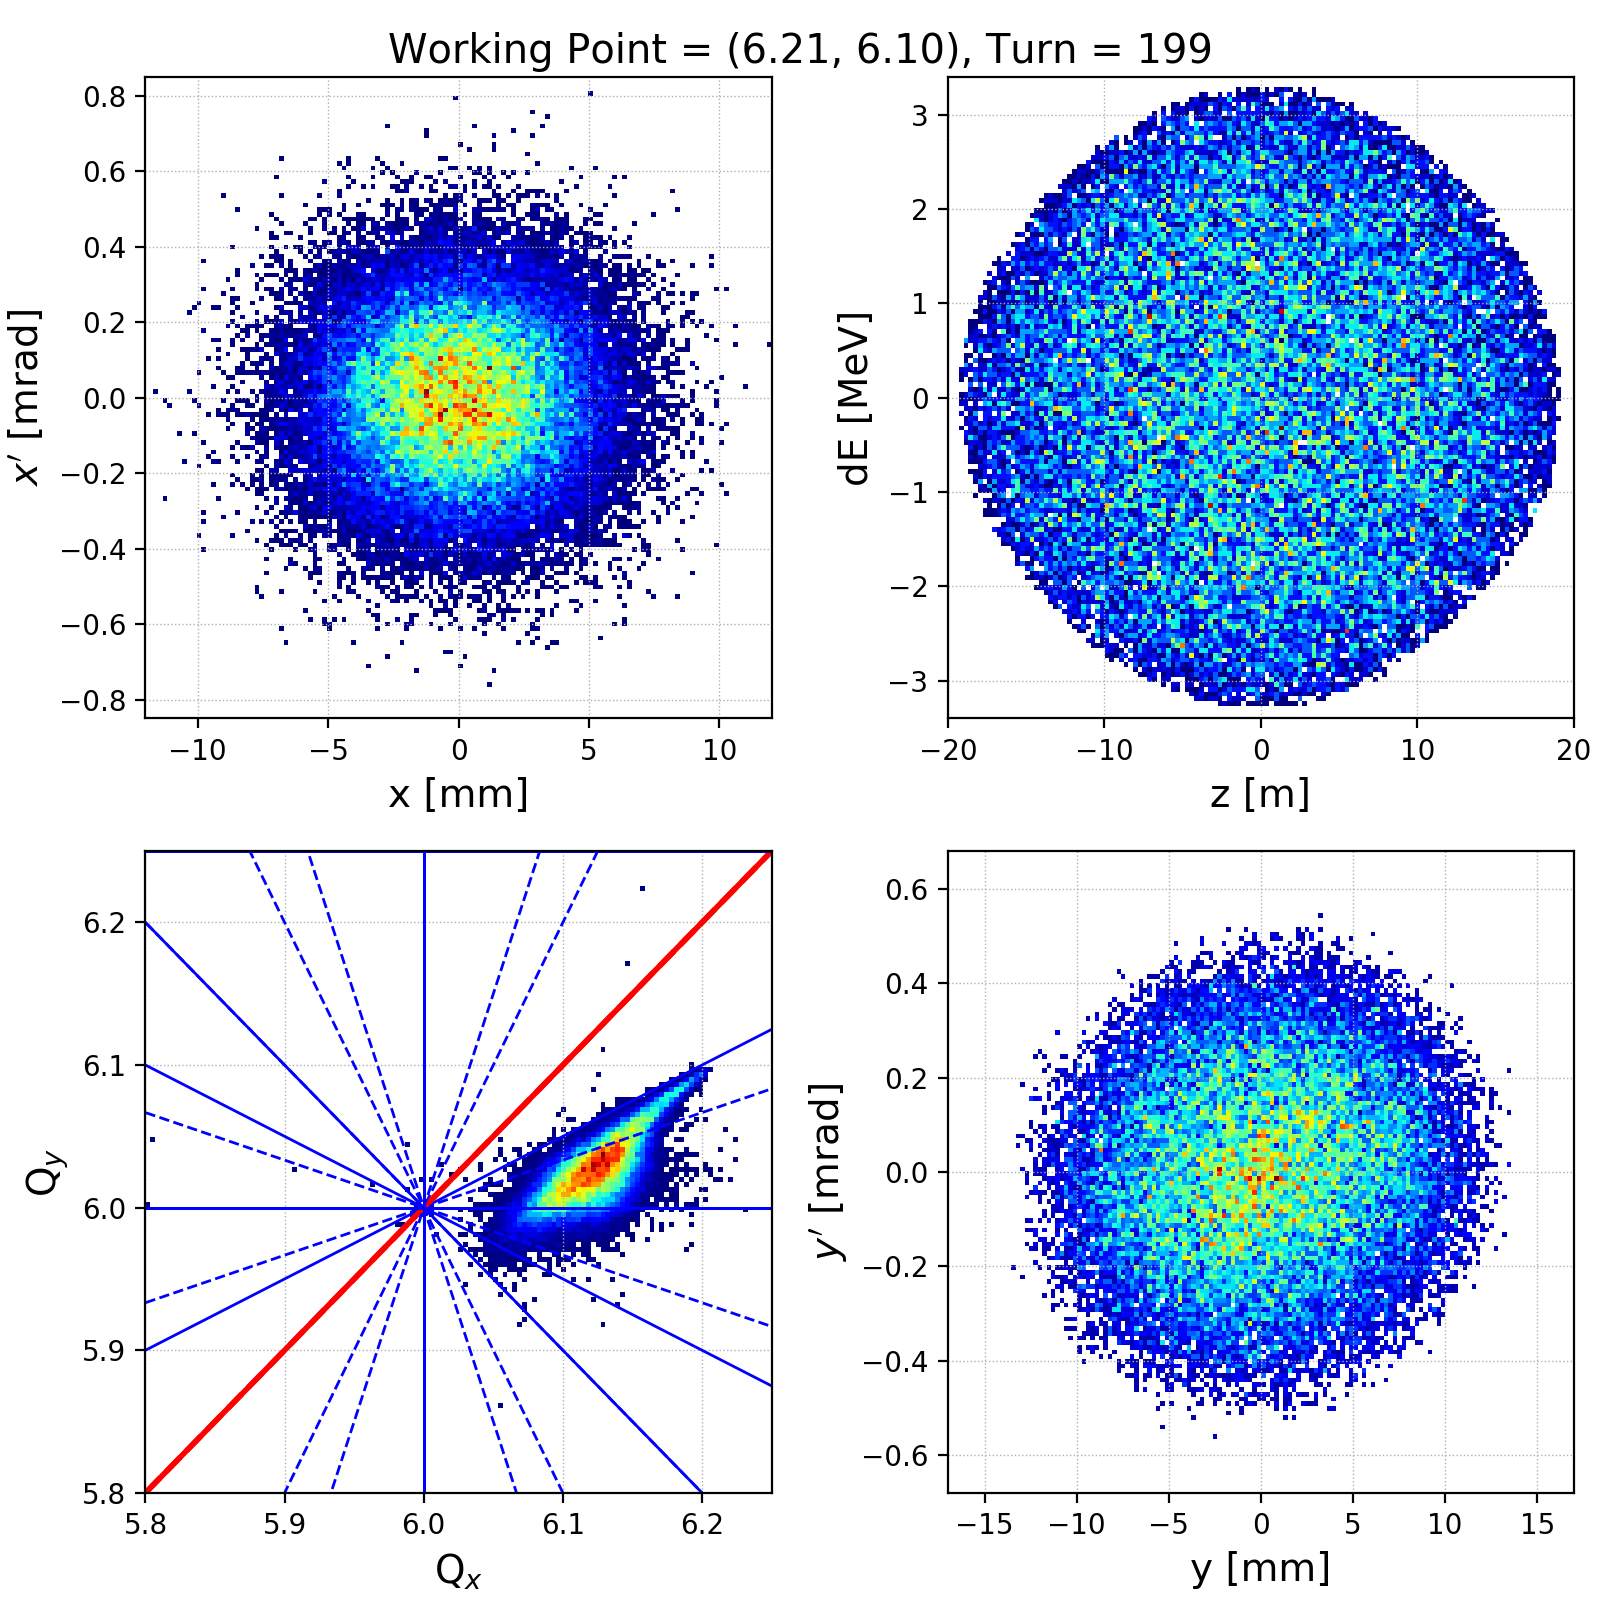 Working Point = (6.21, 6.10), Turn = 199
0.8
0.6
0.4
0.2
0.0
−0.2
−0.4
−0.6
−0.8
−10 −5 0 5 10
x [mm]
x′ [mrad]
3
2
1
0
−1
−2
−3
−20 −10 0 10 20
z [m]
dE [MeV]
6.2
6.1
6.0
5.9
5.8
5.8 5.9 6.0 6.1 6.2
Qx
Qy
0.6
0.4
0.2
0.0
−0.2
−0.4
−0.6
−15 −10 −5 0 5 10 15
y [mm]
y′ [mrad]